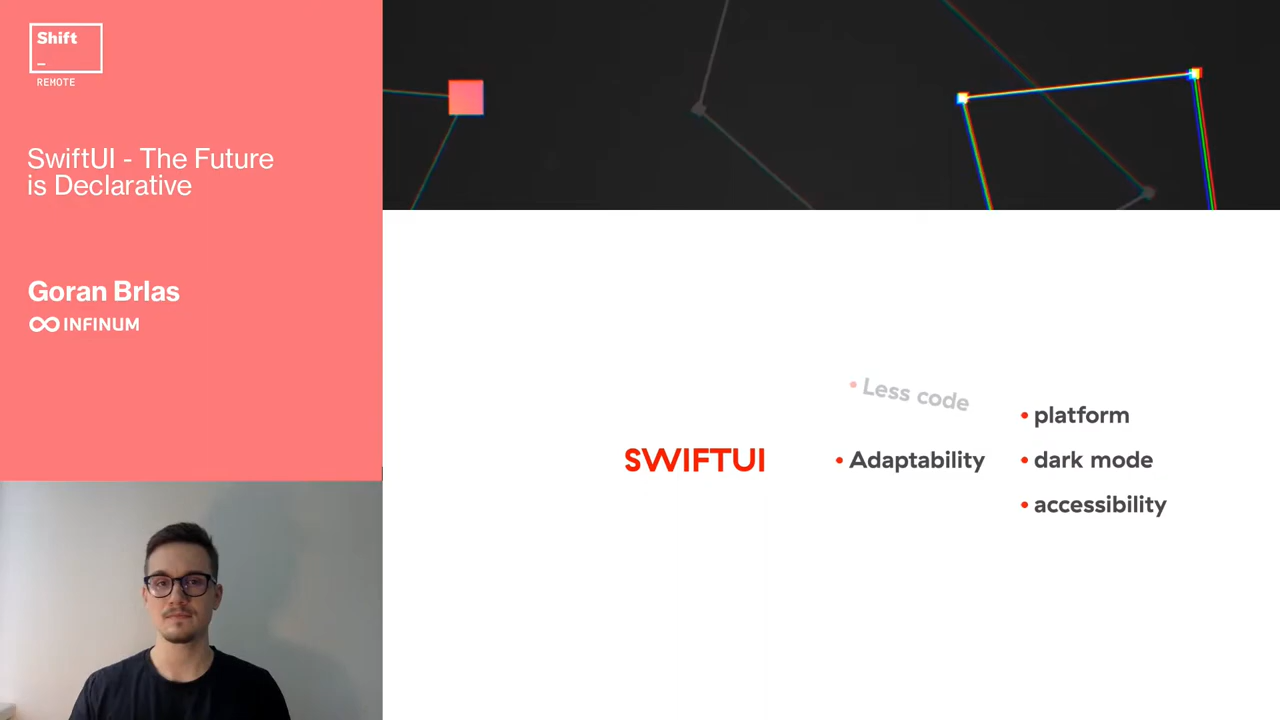 Shift
_
REMOTE
SwiftUI - The Future
is Declarative
Goran Brlas
INFINUM
• Less code
SWIFTUI
• Adaptability
• platform
• dark mode
• accessibility